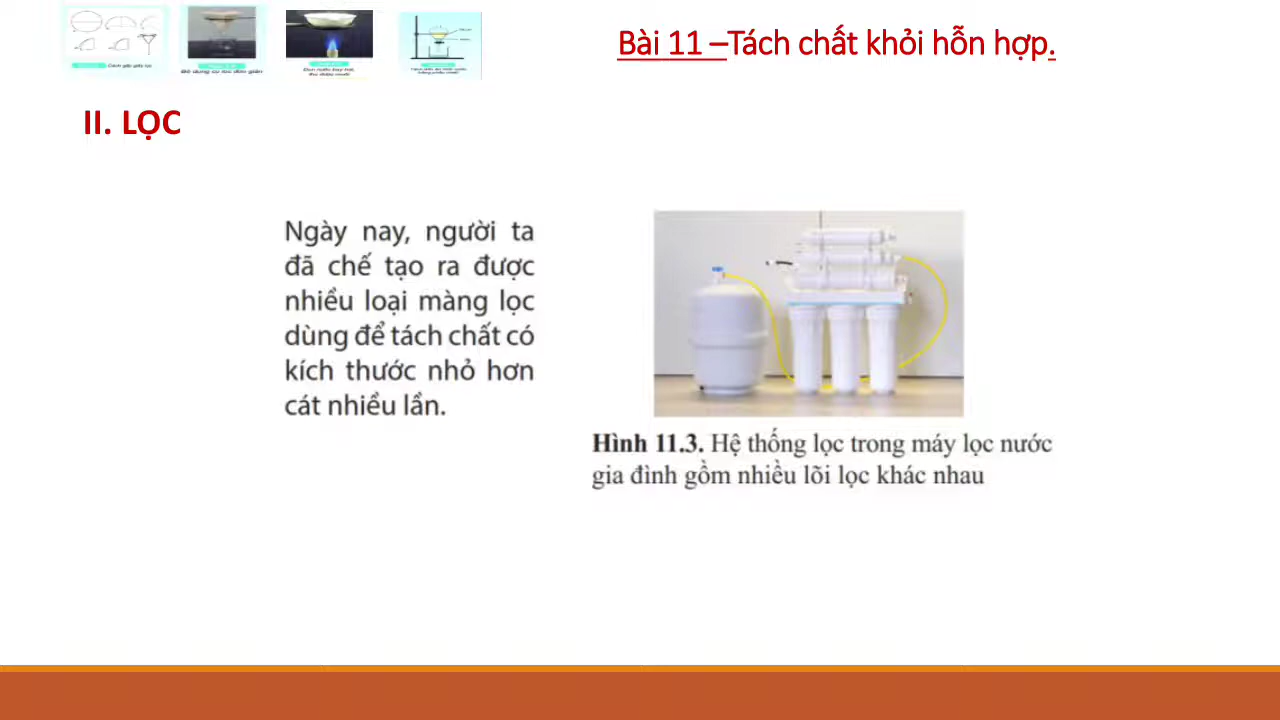 Bài 11 –Tách chất khỏi hỗn hợp.
II. LỌC
Ngày nay, người ta
đã chế tạo ra được
nhiều loại màng lọc
dùng để tách chất có
kích thước nhỏ hơn
cát nhiều lần.
Hình 11.3. Hệ thống lọc trong máy lọc nước
gia đình gồm nhiều lõi lọc khác nhau